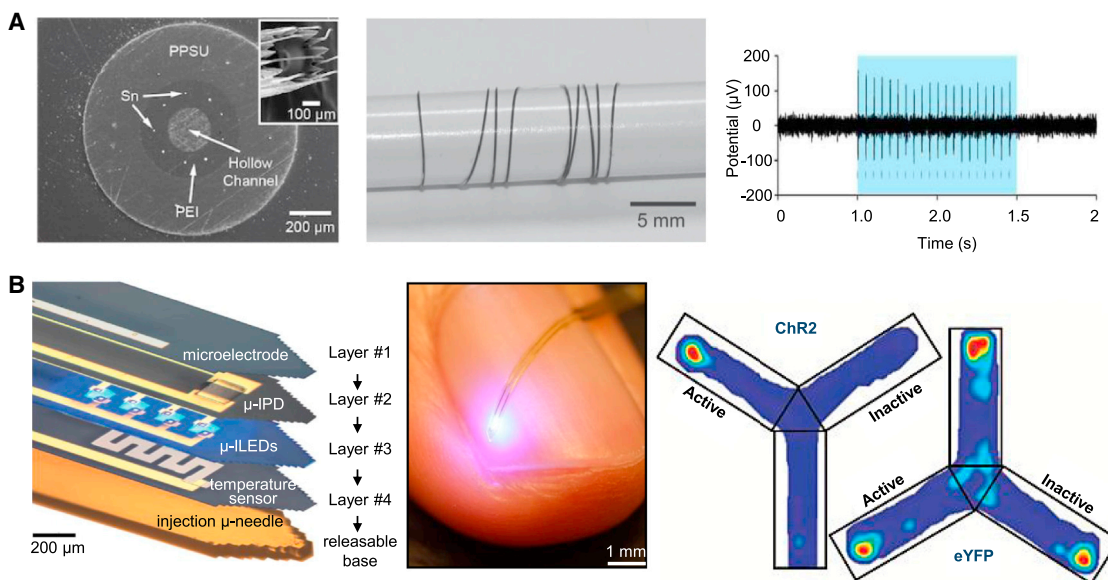 A
PPSU
Sn
100 µm
Hollow
Channel
PEI
200 µm
5 mm
Potential (µV)
200
100
0
-100
-200
0
1.0
2.0
1.5
2
Time (s)
B
microelectrode
µ-IPD
µ-ILEDs
temperature
sensor
injection µ-needle
200 µm
Layer #1
Layer #2
Layer #3
Layer #4
releasable
base
1 mm
ChR2
Active
Inactive
Active
Inactive
eYFP